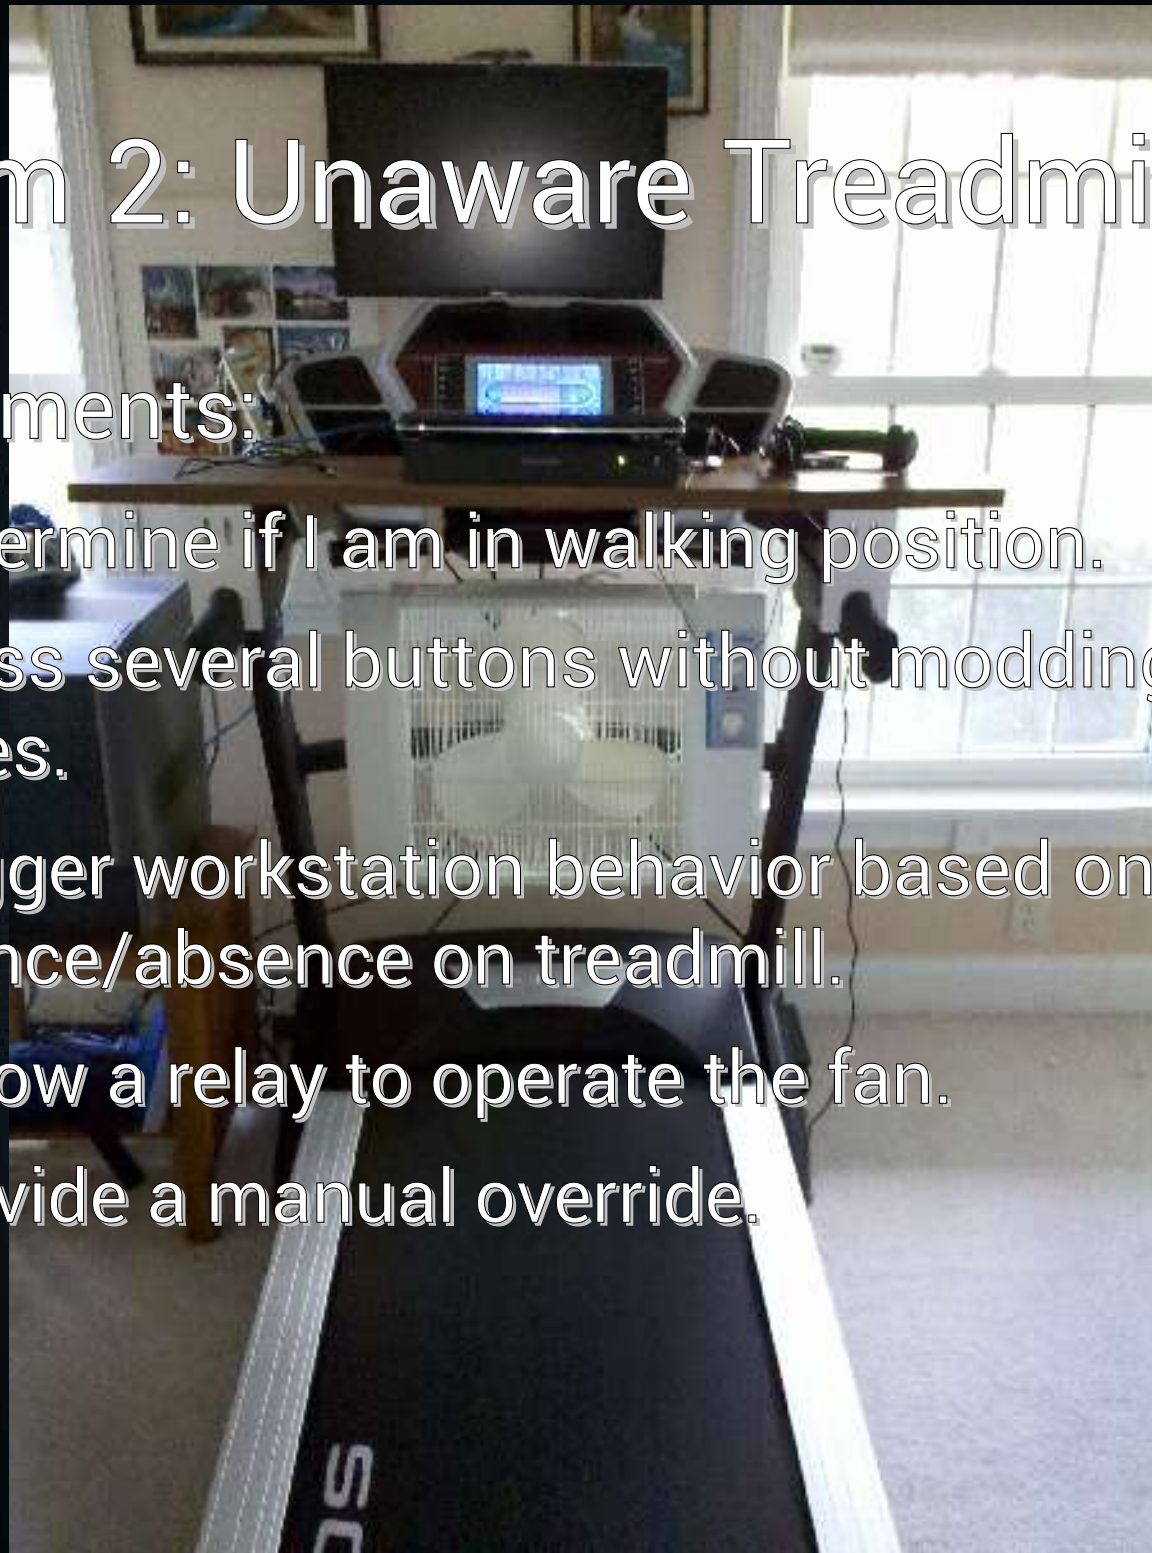 m 2: Unaware Treadmi
ments:
ermine if I am in walking position.
ss several buttons without modding
es.
gger workstation behavior based on
nce/absence on treadmill.
ow a relay to operate the fan.
vide a manual override.